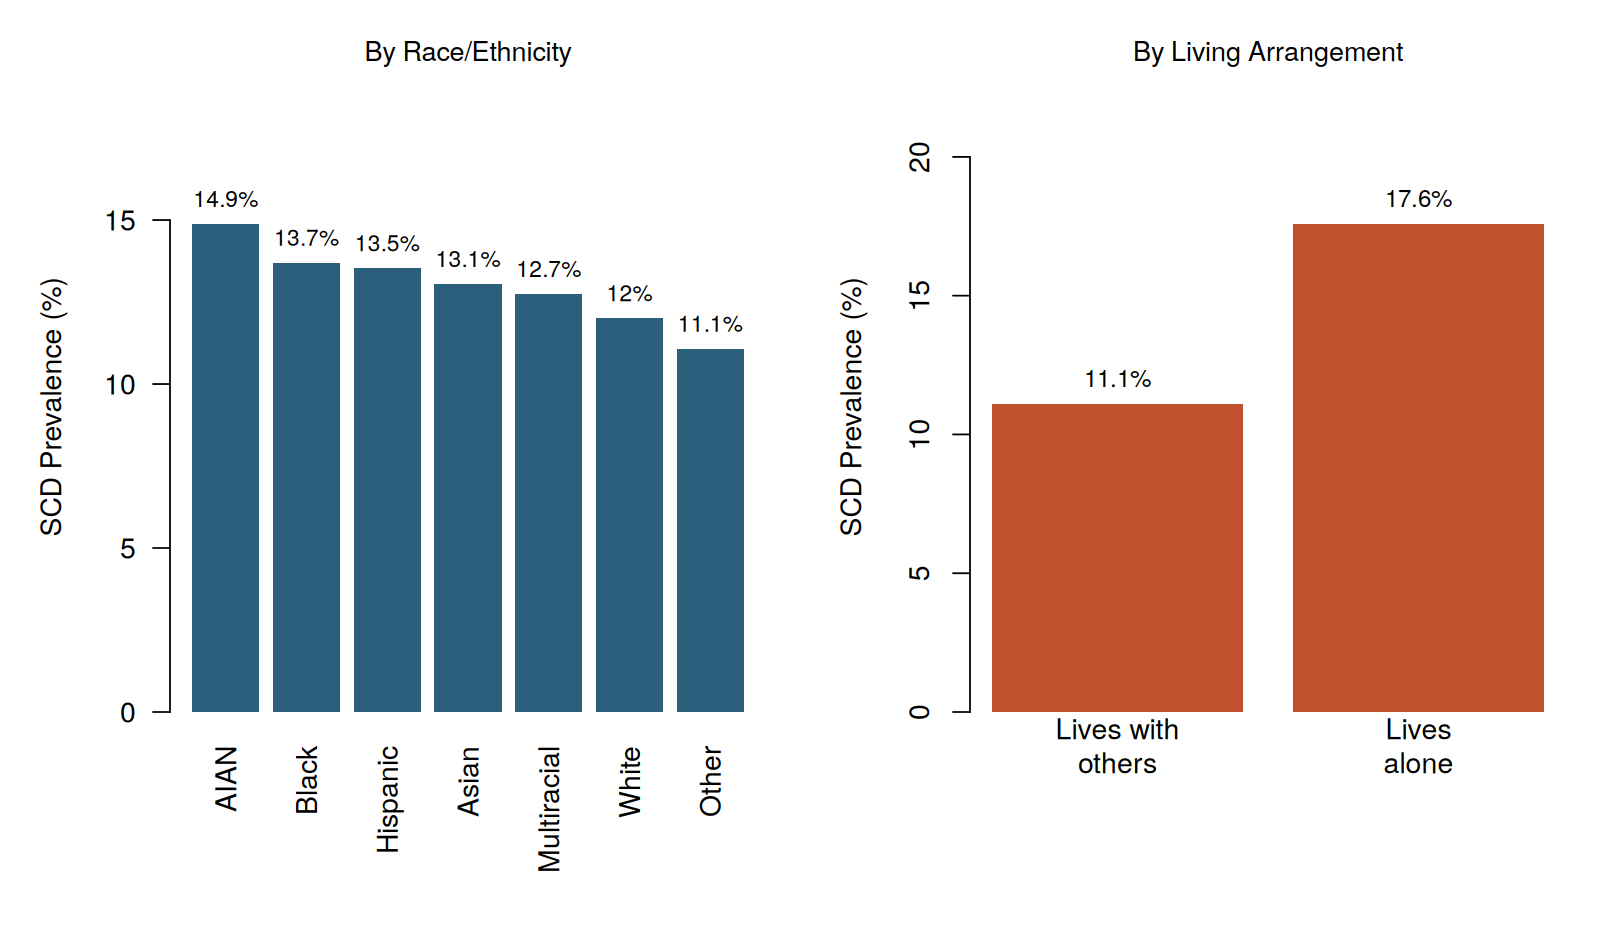 By Race/Ethnicity
SCD Prevalence (%)
15
10
5
0
14.9%
13.7%
13.5%
13.1%
12.7%
12%
11.1%
AIAN
Black
Hispanic
Asian
Multiracial
White
Other
By Living Arrangement
SCD Prevalence (%)
20
15
10
5
0
11.1%
17.6%
Lives with
others
Lives
alone